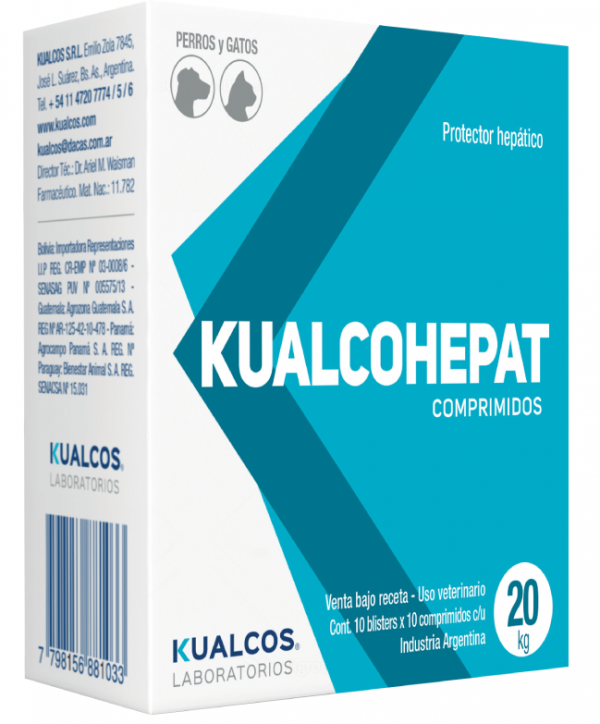 PERROS y GATOS
Protector hepático
KUALCOHEPAT
COMPRIMIDOS
Venta bajo receta - Uso veterinario
Cont. 10 blisters x 10 comprimidos c/u
Industria Argentina
20
kg
KUALCOS®
LABORATORIOS
KUALCOS S.R.L. Emilio Zola 7845,
José L. Suárez, Bs. As., Argentina.
Tel. + 54 11 4720 7774 / 5 / 6
www.kualcos.com
kualcos@dacas.com.ar
Director Téc.: Dr. Ariel M. Waisman
Farmacéutico. Mat. Nac.: 11.782
Bolivia: Importadora Representaciones
U.P REG. CR-EMP Nº 03-0008/6 -
SENASAG PUV Nº 005575/13 -
Guatemala: Agrozona Guatemala S.A.
REG Nº AR-125-42-10-478 - Panamá:
Agrocampo Panamá S. A. REG. Nº
Paraguay: Bienestar Animal S. A. REG.
SENACSA Nº 15.031
KUALCOS®
LABORATORIOS
7 798156 881033